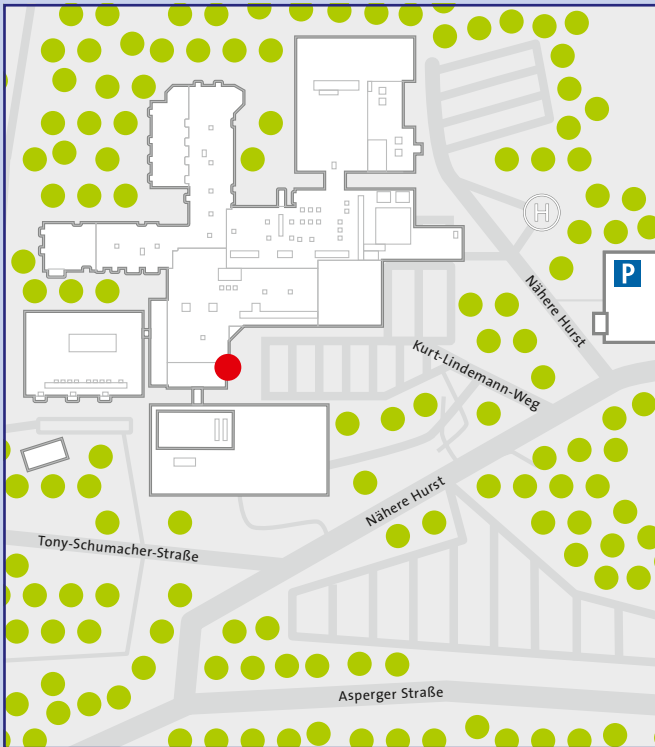 H
P
Nähere Hurst
Kurt-Lindemann-Weg
Nähere Hurst
Tony-Schumacher-Straße
Asperger Straße